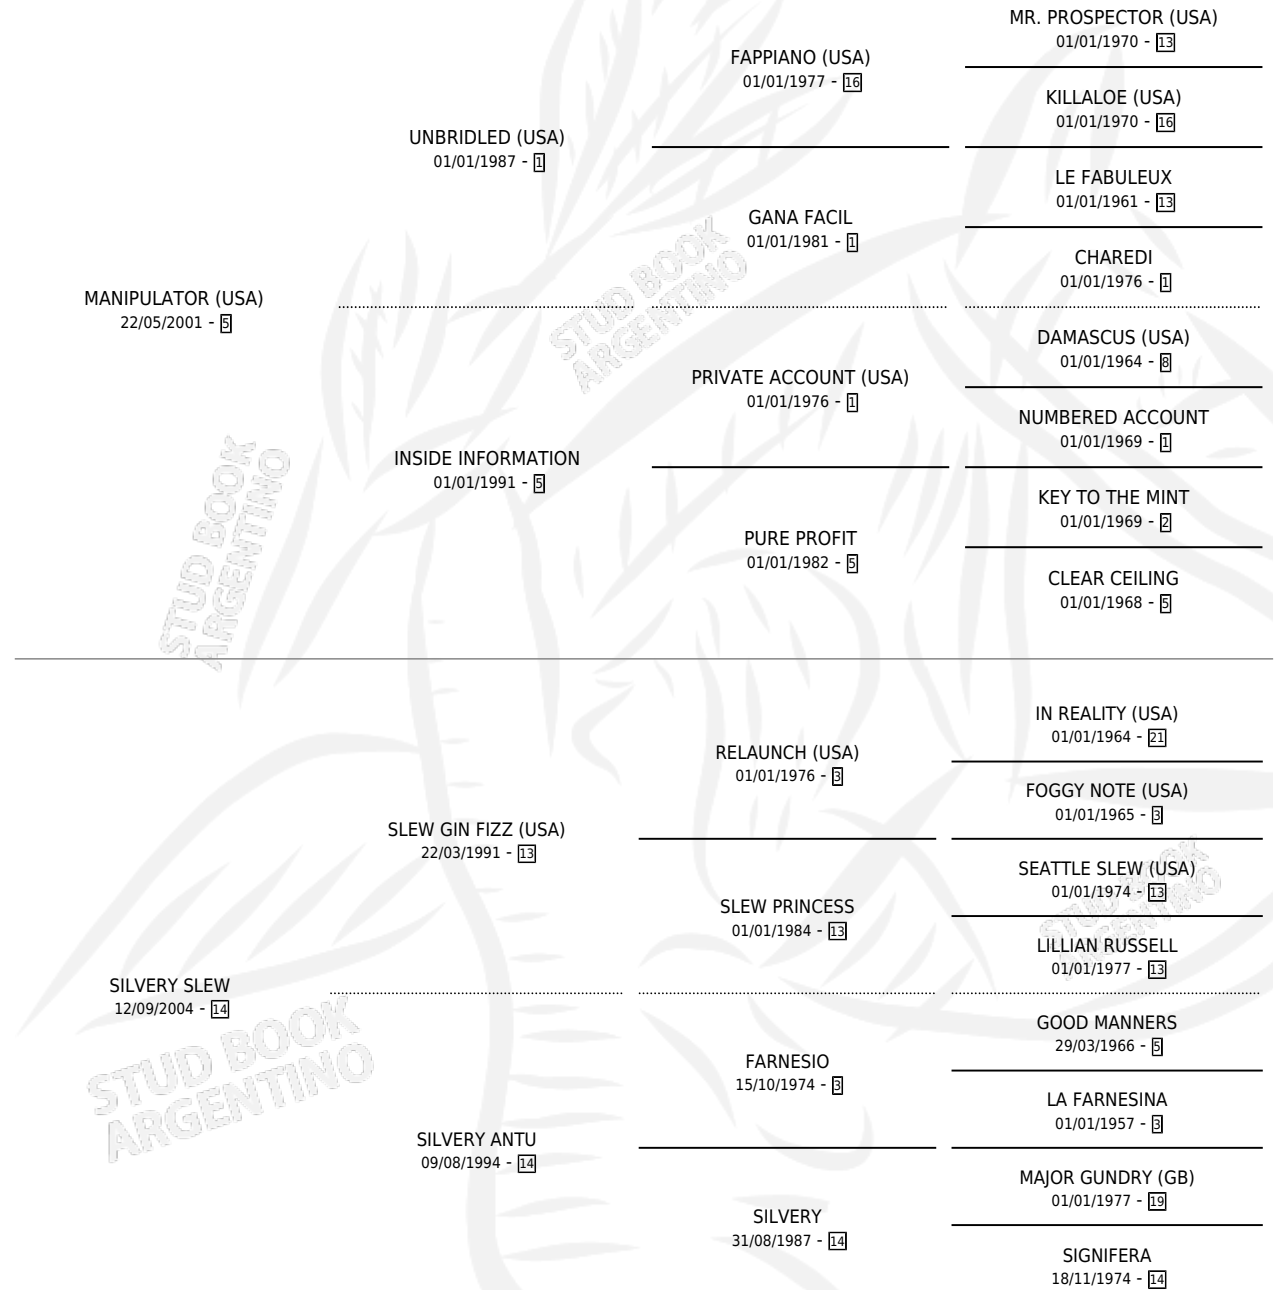 MR. PROSPECTOR (USA)
01/01/1970 - 13
FAPPIANO (USA)
01/01/1977 - 16
KILLALOE (USA)
01/01/1970 - 16
UNBRIDLED (USA)
01/01/1987 - 1
LE FABULEUX
01/01/1961 - 13
GANA FACIL
01/01/1981 - 1
CHAREDI
01/01/1976 - 1
MANIPULATOR (USA)
22/05/2001 - 5
STUD BOOK
ARGENTINO
DAMASCUS (USA)
01/01/1964 - 8
PRIVATE ACCOUNT (USA)
01/01/1976 - 1
NUMBERED ACCOUNT
01/01/1969 - 1
INSIDE INFORMATION
01/01/1991 - 5
KEY TO THE MINT
01/01/1969 - 2
PURE PROFIT
01/01/1982 - 5
CLEAR CEILING
01/01/1968 - 5
STUD BOOK
ARGENTINO
IN REALITY (USA)
01/01/1964 - 21
RELAUNCH (USA)
01/01/1976 - 3
FOGGY NOTE (USA)
01/01/1965 - 3
SLEW GIN FIZZ (USA)
22/03/1991 - 13
SEATTLE SLEW (USA)
01/01/1974 - 13
SLEW PRINCESS
01/01/1984 - 13
STUD BOOK
ARGENTINO
LILLIAN RUSSELL
01/01/1977 - 13
SILVERY SLEW
12/09/2004 - 14
STUD BOOK
ARGENTINO
GOOD MANNERS
29/03/1966 - 5
FARNESIO
15/10/1974 - 3
LA FARNESINA
01/01/1957 - 3
SILVERY ANTU
09/08/1994 - 14
MAJOR GUNDRY (GB)
01/01/1977 - 19
SILVERY
31/08/1987 - 14
SIGNIFERA
18/11/1974 - 14